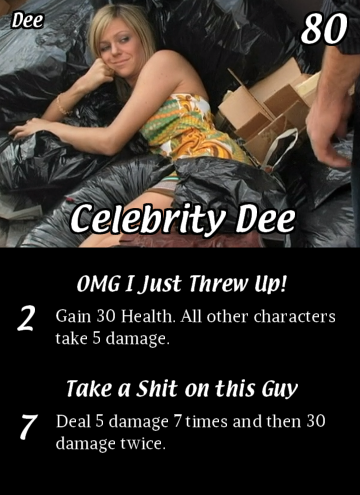 Dee
80
Celebrity Dee
OMG I Just Threw Up!
2
Gain 30 Health. All other characters
take 5 damage.
Take a Shit on this Guy
7
Deal 5 damage 7 times and then 30
damage twice.